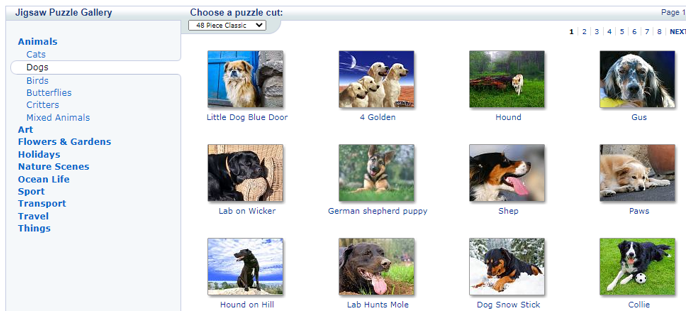 Jigsaw Puzzle Gallery
Animals
Cats
Dogs
Birds
Butterflies
Critters
Mixed Animals
Art
Flowers & Gardens
Holidays
Nature Scenes
Ocean Life
Sport
Transport
Travel
Things
Choose a puzzle cut:
Page 1
48 Piece Classic
1 | 2 | 3 | 4 | 5 | 6 | 7 | 8 | NEXT
Little Dog Blue Door
4 Golden
Hound
Gus
Lab on Wicker
German shepherd puppy
Shep
Paws
Hound on Hill
Lab Hunts Mole
Dog Snow Stick
Collie